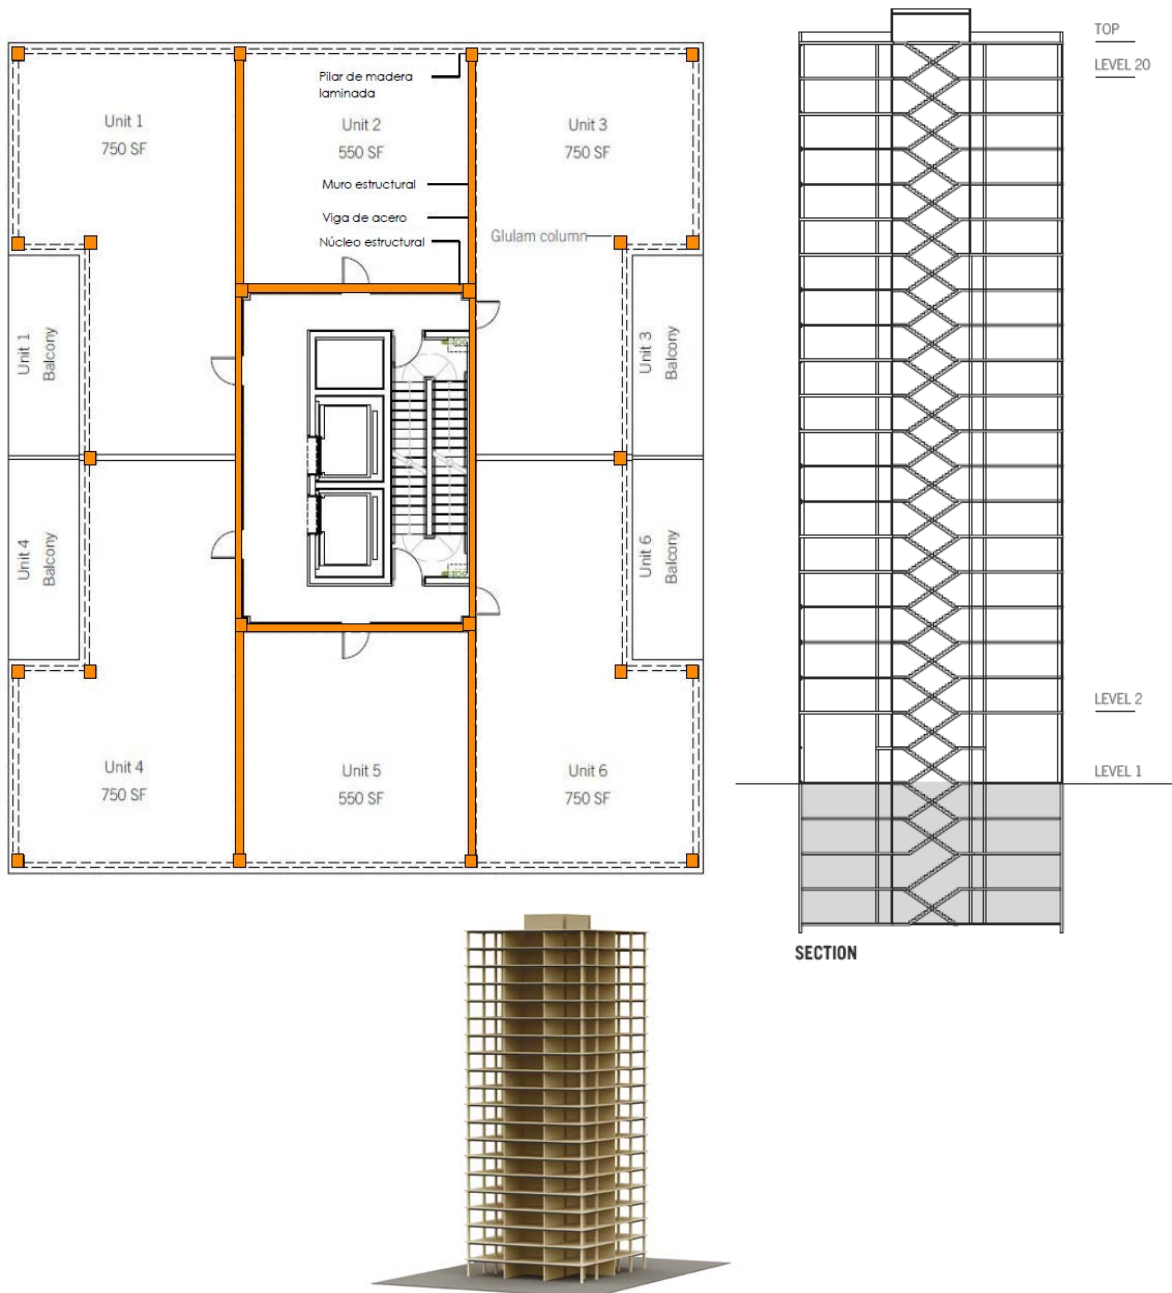 Pilar de madera
laminada
Unit 1
750 SF
Unit 2
550 SF
Unit 3
750 SF
Muro estructural
Viga de acero
Núcleo estructural
Glulam column
Unit 1
Balcony
Unit 3
Balcony
Unit 4
Balcony
Unit 6
Balcony
Unit 4
750 SF
Unit 5
550 SF
Unit 6
750 SF
TOP
LEVEL 20
LEVEL 2
LEVEL 1
SECTION